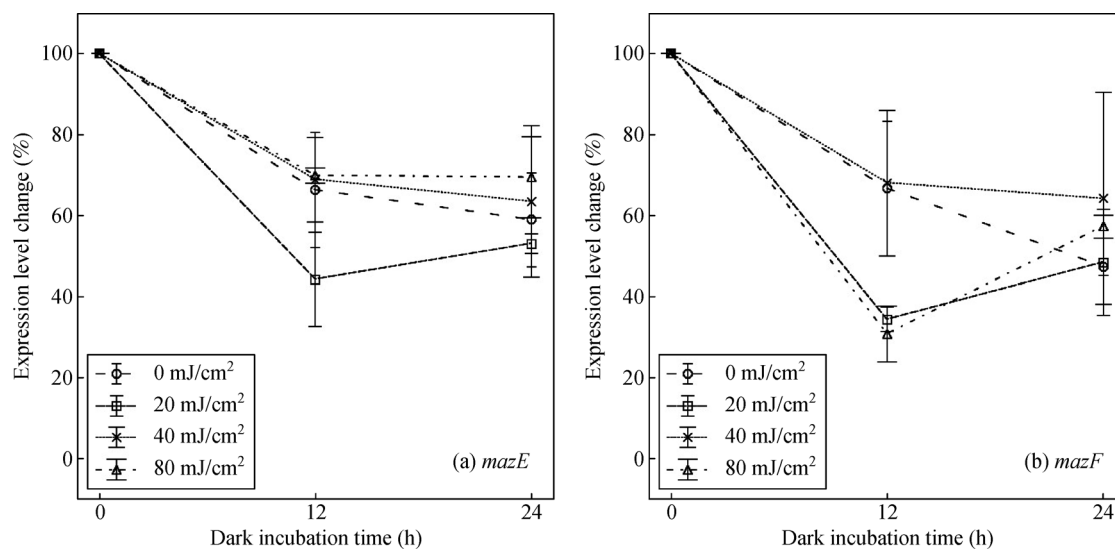 100
80
60
40
20
0
Expression level change (%)
0 mJ/cm²
20 mJ/cm²
40 mJ/cm²
80 mJ/cm²
(a) mazE
0
12
24
Dark incubation time (h)
100
80
60
40
20
0
Expression level change (%)
0 mJ/cm²
20 mJ/cm²
40 mJ/cm²
80 mJ/cm²
(b) mazF
0
12
24
Dark incubation time (h)